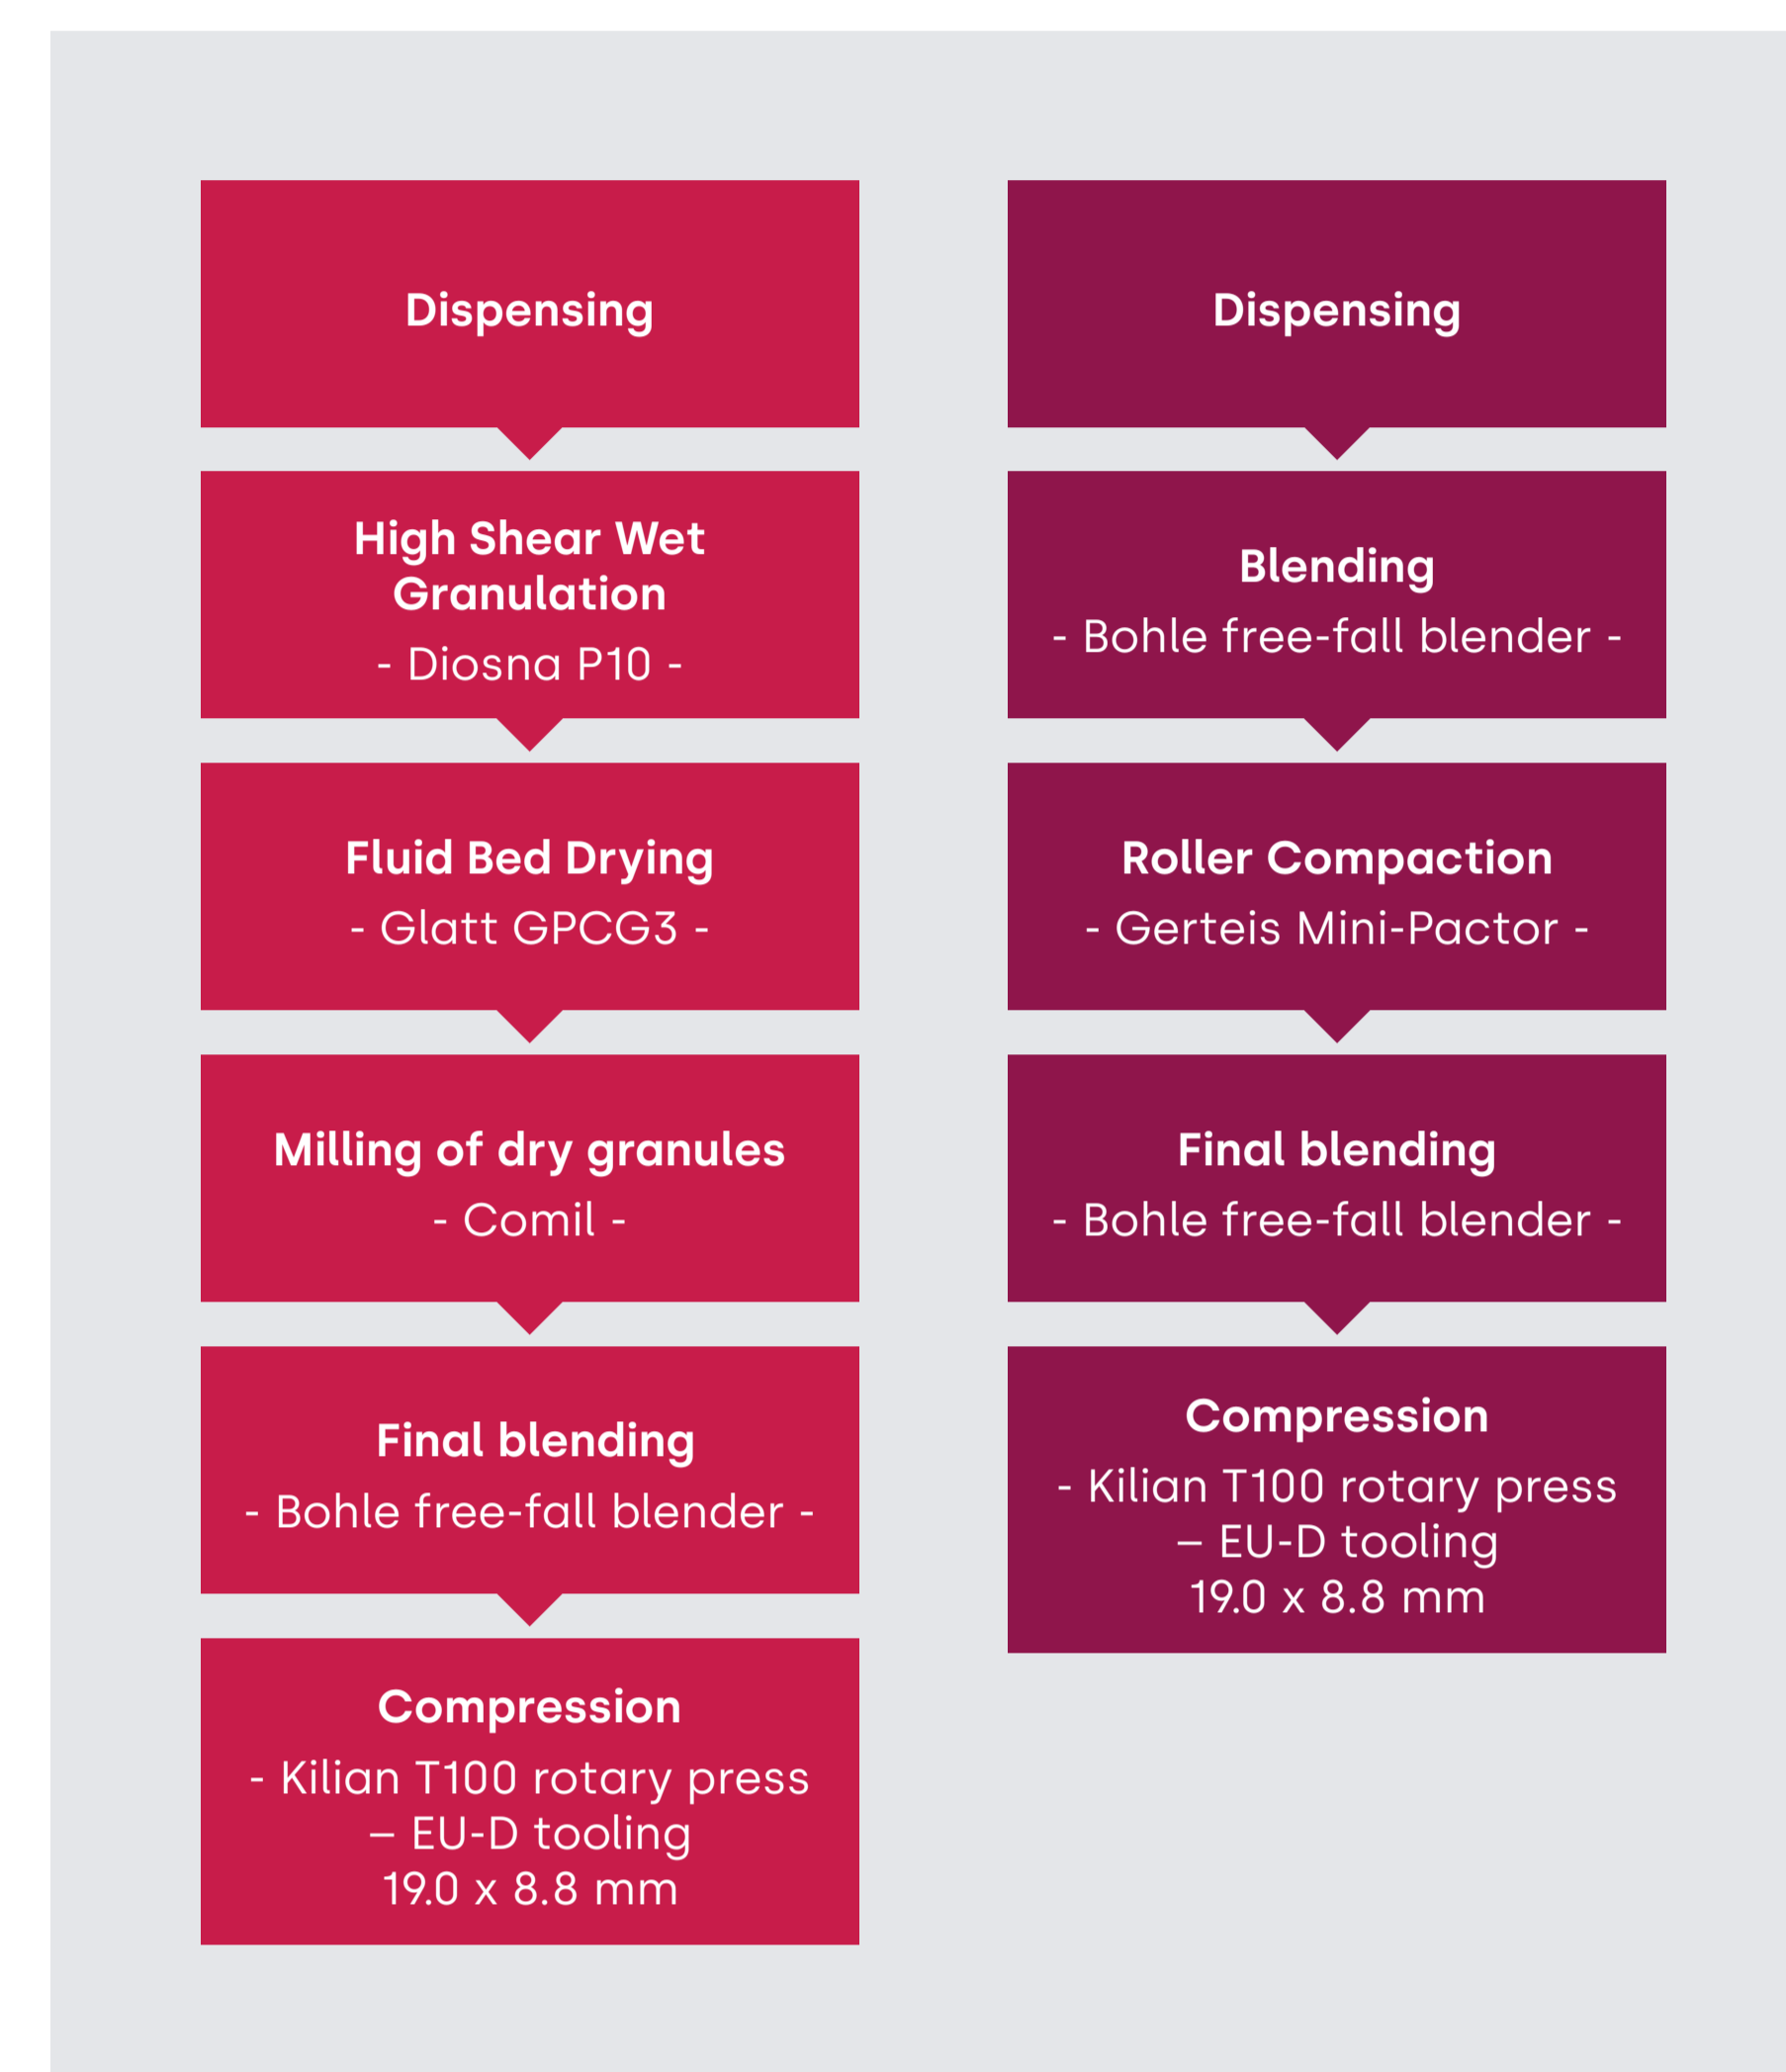 Dispensing
High Shear Wet
Granulation
- Diosna P10 -
Fluid Bed Drying
- Glatt GPCG3 -
Milling of dry granules
- Comil -
Final blending
- Bohle free-fall blender -
Compression
- Kilian T100 rotary press
– EU-D tooling
19.0 x 8.8 mm
Dispensing
Blending
- Bohle free-fall blender -
Roller Compaction
- Gerteis Mini-Pactor -
Final blending
- Bohle free-fall blender -
Compression
- Kilian T100 rotary press
– EU-D tooling
19.0 x 8.8 mm